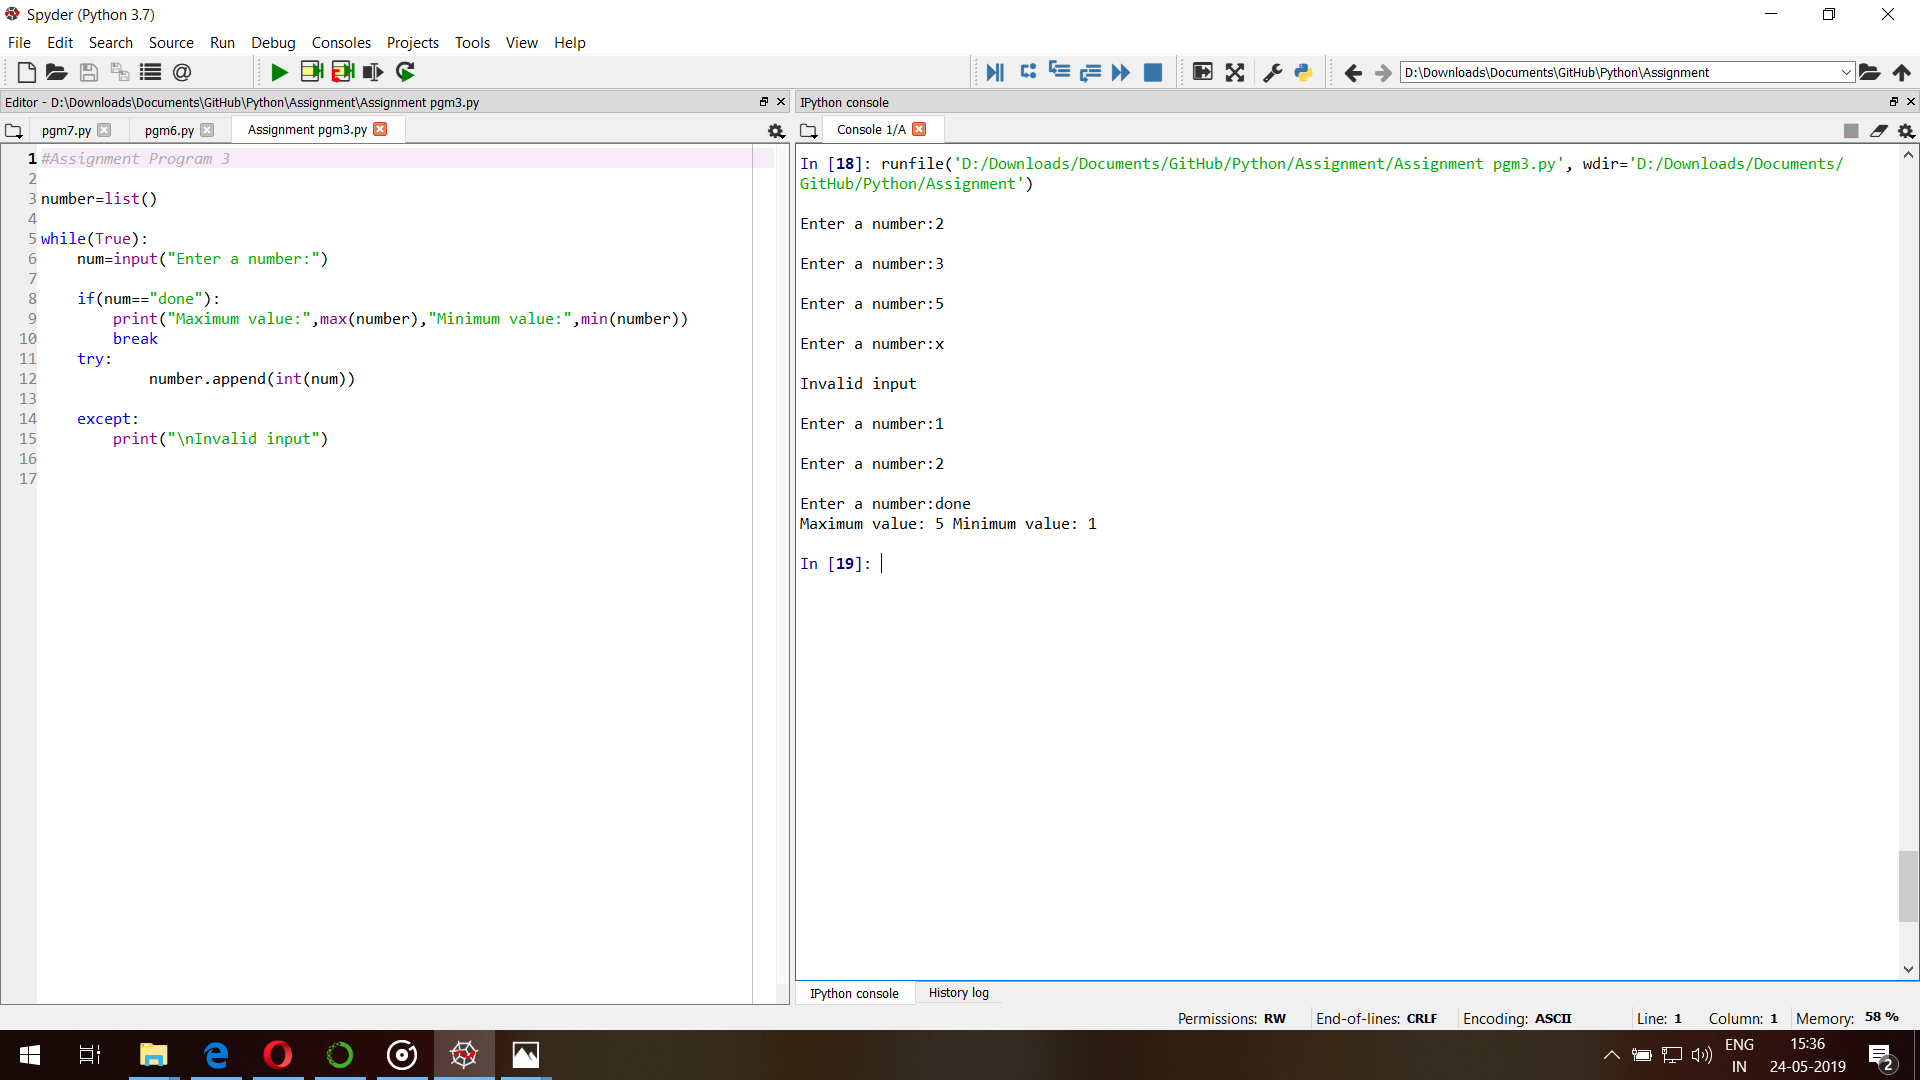 Spyder (Python 3.7)
File Edit Search Source Run Debug Consoles Projects Tools View Help
D:\Downloads\Documents\GitHub\Python\Assignment
Editor - D:\Downloads\Documents\GitHub\Python\Assignment\Assignment pgm3.py
pgm7.py pgm6.py Assignment pgm3.py
1 #Assignment Program 3
2
3 number=list()
4
5 while(True):
6     num=input("Enter a number:")
7
8     if(num=="done"):
9         print("Maximum value:",max(number),"Minimum value:",min(number))
10         break
11     try:
12             number.append(int(num))
13
14     except:
15         print("\nInvalid input")
16
17
IPython console
Console 1/A
In [18]: runfile('D:/Downloads/Documents/GitHub/Python/Assignment/Assignment pgm3.py', wdir='D:/Downloads/Documents/
GitHub/Python/Assignment')
Enter a number:2
Enter a number:3
Enter a number:5
Enter a number:x
Invalid input
Enter a number:1
Enter a number:2
Enter a number:done
Maximum value: 5 Minimum value: 1
In [19]:
IPython console History log
Permissions: RW End-of-lines: CRLF Encoding: ASCII Line: 1 Column: 1 Memory: 58 %
ENG
IN
15:36
24-05-2019
2